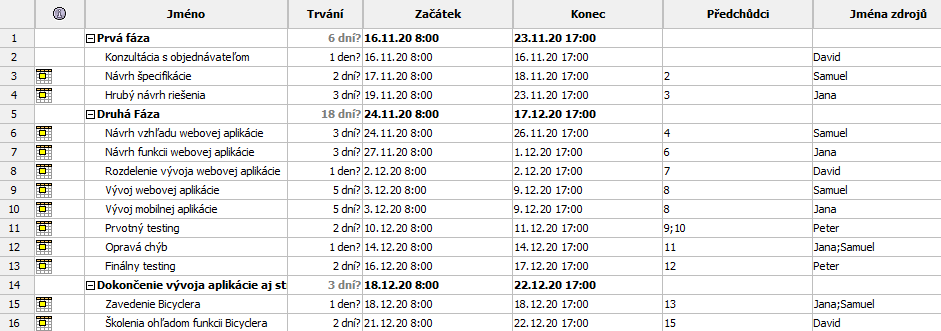 Jméno Trvání Začátek Konec Předchůdci Jména zdrojů
1 Prvá fáza 6 dní? 16.11.20 8:00 23.11.20 17:00
2 Konzultácia s objednávateľom 1 den? 16.11.20 8:00 16.11.20 17:00 David
3 Návrh špecifikácie 2 dní? 17.11.20 8:00 18.11.20 17:00 2 Samuel
4 Hrubý návrh riešenia 3 dní? 19.11.20 8:00 23.11.20 17:00 3 Jana
5 Druhá Fáza 18 dní? 24.11.20 8:00 17.12.20 17:00
6 Návrh vzhľadu webovej aplikácie 3 dní? 24.11.20 8:00 26.11.20 17:00 4 Samuel
7 Návrh funkcii webovej aplikácie 3 dní? 27.11.20 8:00 1.12.20 17:00 6 Jana
8 Rozdelenie vývoja webovej aplikácie 1 den? 2.12.20 8:00 2.12.20 17:00 7 David
9 Vývoj webovej aplikácie 5 dní? 3.12.20 8:00 9.12.20 17:00 8 Samuel
10 Vývoj mobilnej aplikácie 5 dní? 3.12.20 8:00 9.12.20 17:00 8 Jana
11 Prvotný testing 2 dní? 10.12.20 8:00 11.12.20 17:00 9;10 Peter
12 Opravá chýb 1 den? 14.12.20 8:00 14.12.20 17:00 11 Jana;Samuel
13 Finálny testing 2 dní? 16.12.20 8:00 17.12.20 17:00 12 Peter
14 Dokončenie vývoja aplikácie aj st 3 dní? 18.12.20 8:00 22.12.20 17:00
15 Zavedenie Bicyclera 1 den? 18.12.20 8:00 18.12.20 17:00 13 Jana;Samuel
16 Školenia ohľadom funkcii Bicyclera 2 dní? 21.12.20 8:00 22.12.20 17:00 15 David